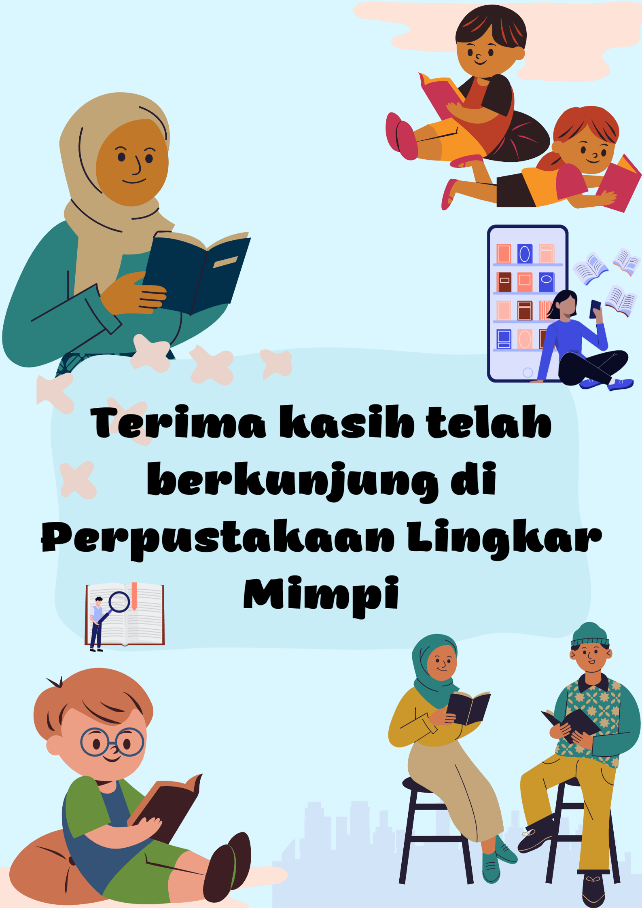 Terima kasih telah
berkunjung di
Perpustakaan Lingkar
Mimpi